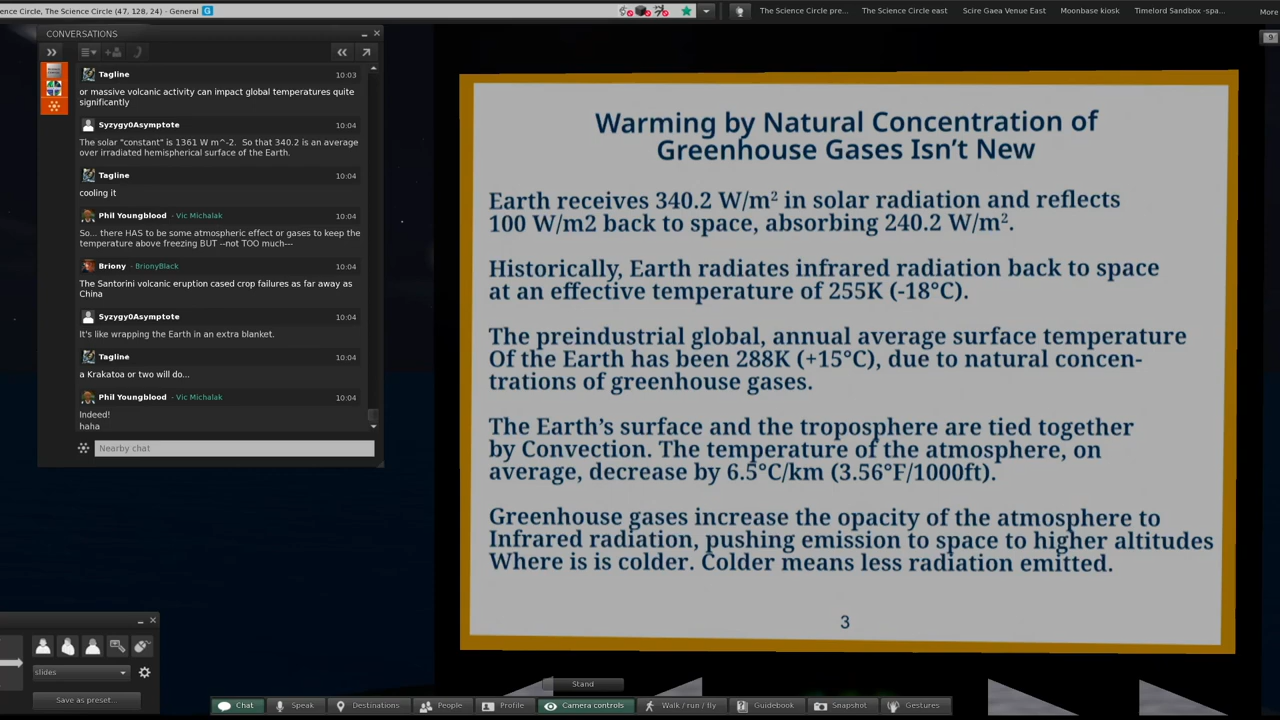 ence Circle, The Science Circle (47, 128, 24) - General
The Science Circle pre...
The Science Circle east
Scire Gaea Venue East
Moonbase kiosk
Timelord Sandbox -spa...
More
9
CONVERSATIONS
Tagline 10:03
or massive volcanic activity can impact global temperatures quite
significantly
Syzygy0Asymptote 10:04
The solar "constant" is 1361 W m^-2. So that 340.2 is an average
over irradiated hemispherical surface of the Earth.
Tagline 10:04
cooling it
Phil Youngblood - Vic Michalak 10:04
So... there HAS to be some atmospheric effect or gases to keep the
temperature above freezing BUT --not TOO much---
Briony - BrionyBlack 10:04
The Santorini volcanic eruption cased crop failures as far away as
China
Syzygy0Asymptote 10:04
It's like wrapping the Earth in an extra blanket.
Tagline 10:04
a Krakatoa or two will do...
Phil Youngblood - Vic Michalak 10:04
Indeed!
haha
Nearby chat
Warming by Natural Concentration of
Greenhouse Gases Isn't New
Earth receives 340.2 W/m² in solar radiation and reflects
100 W/m2 back to space, absorbing 240.2 W/m².
Historically, Earth radiates infrared radiation back to space
at an effective temperature of 255K (-18°C).
The preindustrial global, annual average surface temperature
Of the Earth has been 288K (+15°C), due to natural concen-
trations of greenhouse gases.
The Earth's surface and the troposphere are tied together
by Convection. The temperature of the atmosphere, on
average, decrease by 6.5°C/km (3.56°F/1000ft).
Greenhouse gases increase the opacity of the atmosphere to
Infrared radiation, pushing emission to space to higher altitudes
Where is is colder. Colder means less radiation emitted.
3
slides
Save as preset...
Stand
Chat
Speak
Destinations
People
Profile
Camera controls
Walk / run / fly
Guidebook
Snapshot
Gestures